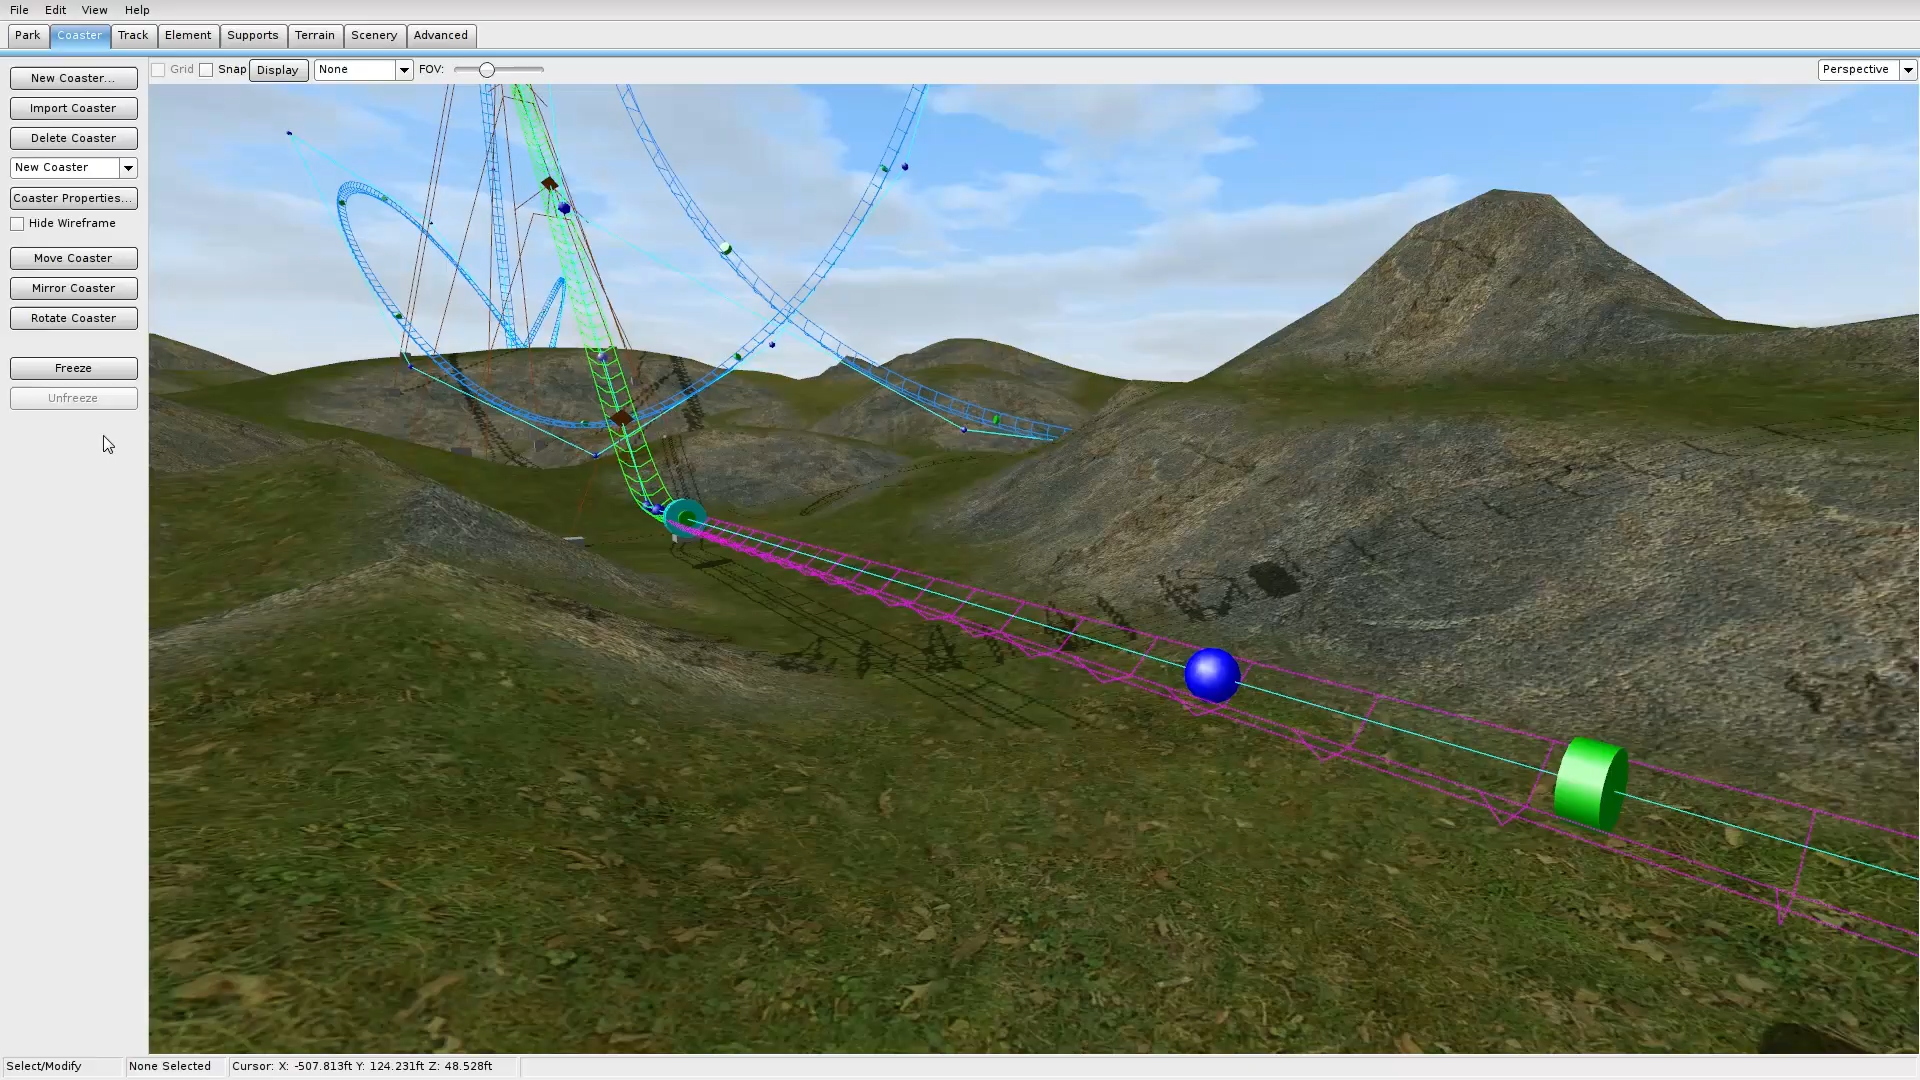 File Edit View Help
Park Coaster Track Element Supports Terrain Scenery Advanced
Grid Snap Display None FOV: Perspective
New Coaster...
Import Coaster
Delete Coaster
New Coaster
Coaster Properties...
Hide Wireframe
Move Coaster
Mirror Coaster
Rotate Coaster
Freeze
Unfreeze
Select/Modify None Selected Cursor: X: -507.813ft Y: 124.231ft Z: 48.528ft